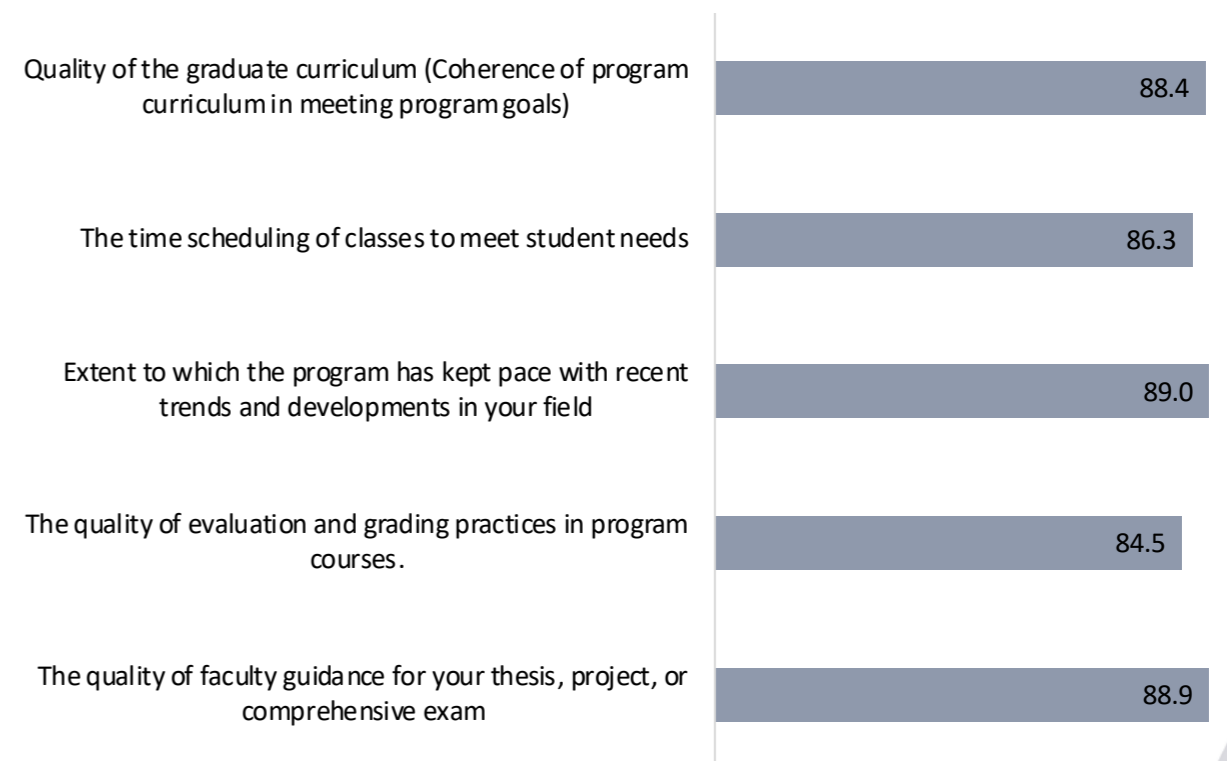 Quality of the graduate curriculum (Coherence of program
curriculum in meeting program goals)
88.4
The time scheduling of classes to meet student needs
86.3
Extent to which the program has kept pace with recent
trends and developments in your field
89.0
The quality of evaluation and grading practices in program
courses.
84.5
The quality of faculty guidance for your thesis, project, or
comprehensive exam
88.9